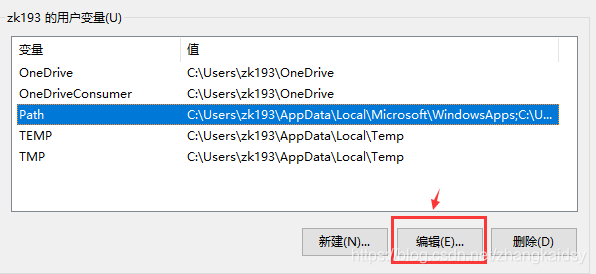 zk193 的用户变量(U)
变量 值
OneDrive C:\Users\zk193\OneDrive
OneDriveConsumer C:\Users\zk193\OneDrive
Path C:\Users\zk193\AppData\Local\Microsoft\WindowsApps;C:\U...
TEMP C:\Users\zk193\AppData\Local\Temp
TMP C:\Users\zk193\AppData\Local\Temp
新建(N)... 编辑(E)... 删除(D)
https://blog.csdn.net/zhangkaidsy